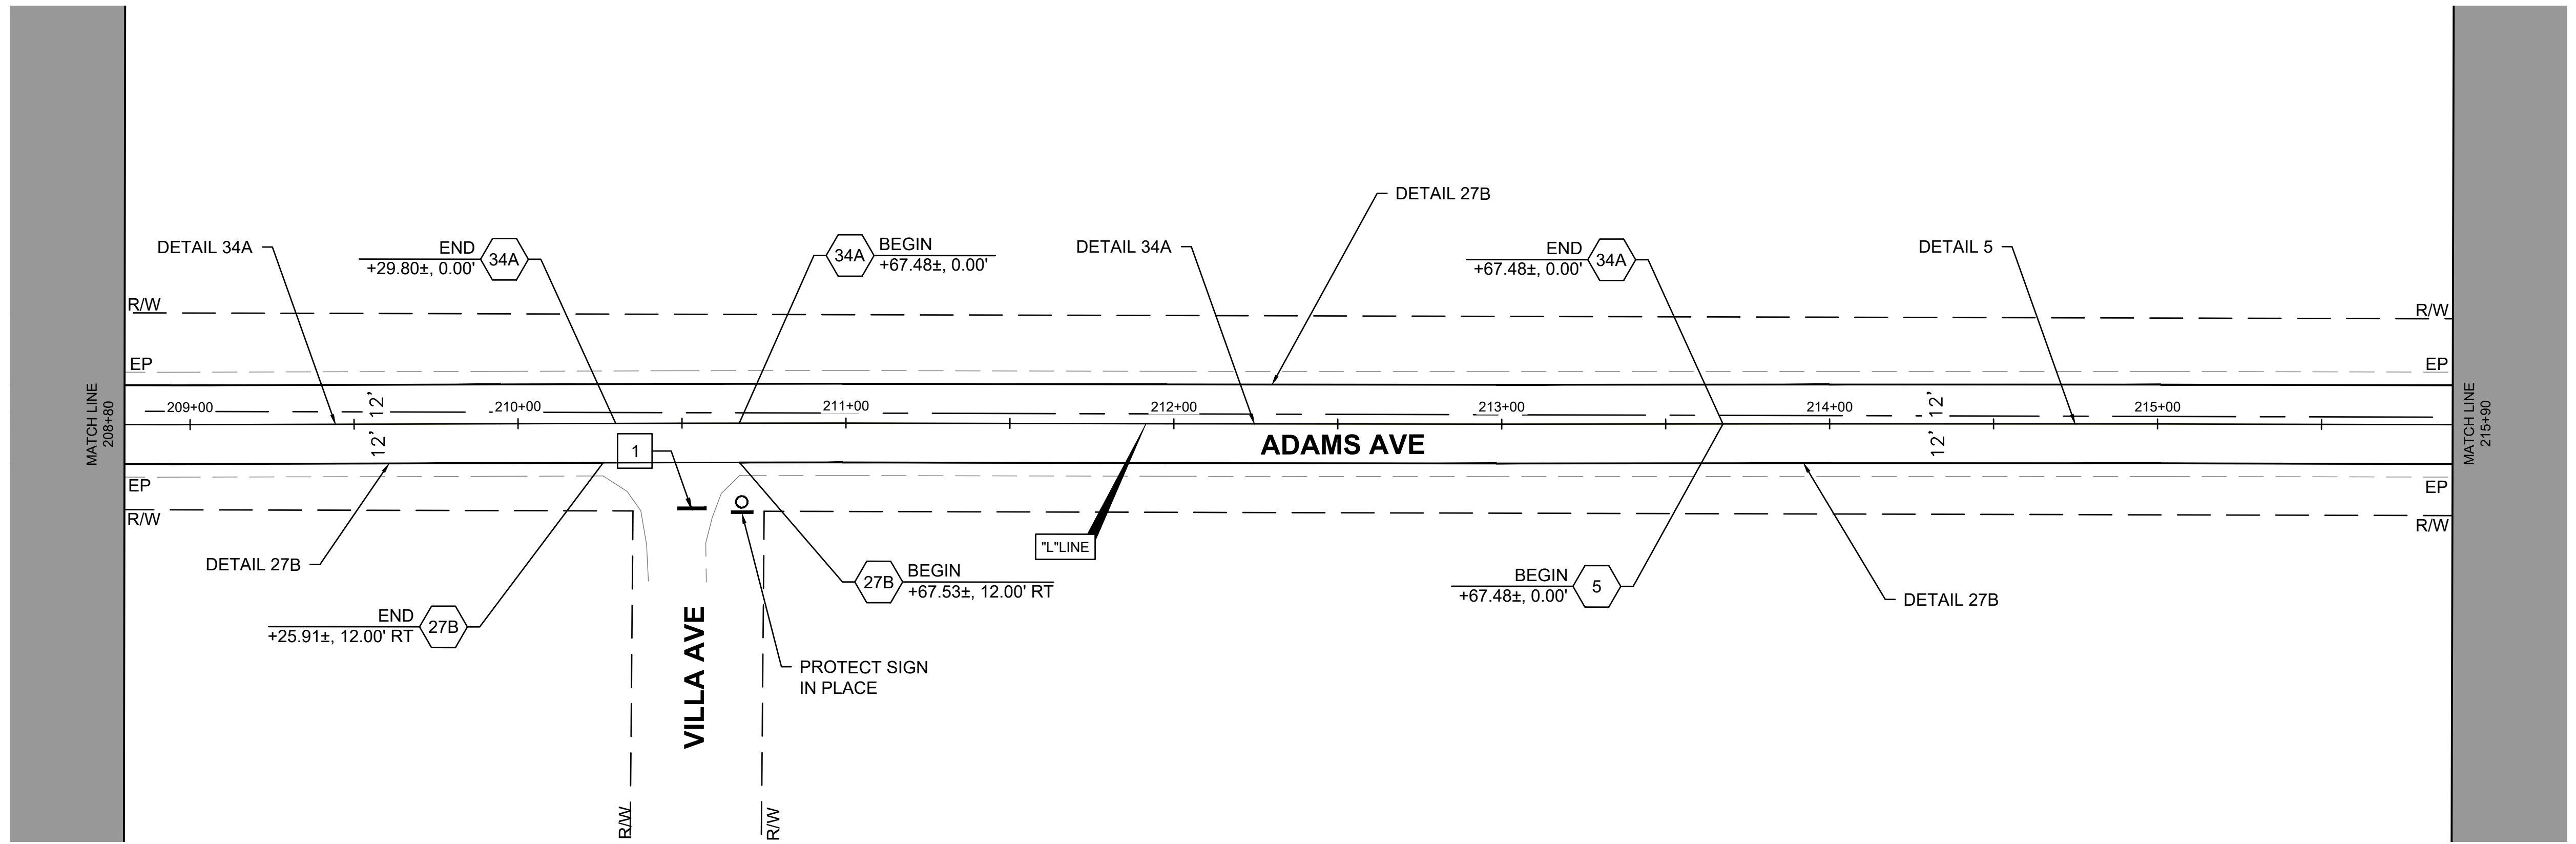 DETAIL 27B
DETAIL 34A
END
34A
+29.80±, 0.00'
34A
BEGIN
+67.48±, 0.00'
DETAIL 34A
END
34A
+67.48±, 0.00'
DETAIL 5
R/W
R/W
EP
EP
MATCH LINE
208+80
209+00
210+00
211+00
212+00
213+00
214+00
215+00
12'
12'
12'
12'
MATCH LINE
215+90
1
ADAMS AVE
EP
EP
R/W
R/W
"L"LINE
DETAIL 27B
27B
BEGIN
+67.53±, 12.00' RT
BEGIN
5
+67.48±, 0.00'
DETAIL 27B
END
27B
+25.91±, 12.00' RT
VILLA AVE
PROTECT SIGN
IN PLACE
R/W
R/W